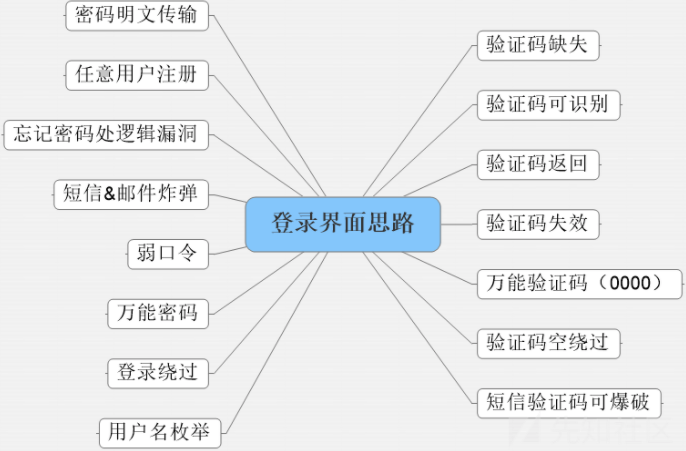 密码明文传输
任意用户注册
忘记密码处逻辑漏洞
短信&邮件炸弹
弱口令
万能密码
登录绕过
用户名枚举
登录界面思路
验证码缺失
验证码可识别
验证码返回
验证码失效
万能验证码（0000）
验证码空绕过
短信验证码可爆破
先知社区